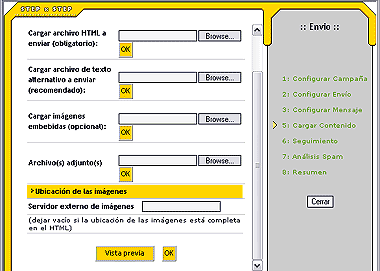 STEP x STEP
Cargar archivo HTML a
enviar (obligatorio):
Browse...
OK
Cargar archivo de texto
alternativo a enviar
(recomendado):
Browse...
OK
Cargar imágenes
embebidas (opcional):
Browse...
OK
Archivo(s) adjunto(s)
Browse...
OK
> Ubicación de las imágenes
Servidor externo de imágenes
(dejar vacío si la ubicación de las imágenes está completa
en el HTML)
Vista previa
OK
:: Envio ::
1: Configurar Campaña
2: Configurar Envío
3: Configurar Mensaje
5: Cargar Contenido
6: Seguimiento
7: Análisis Spam
8: Resumen
Cerrar